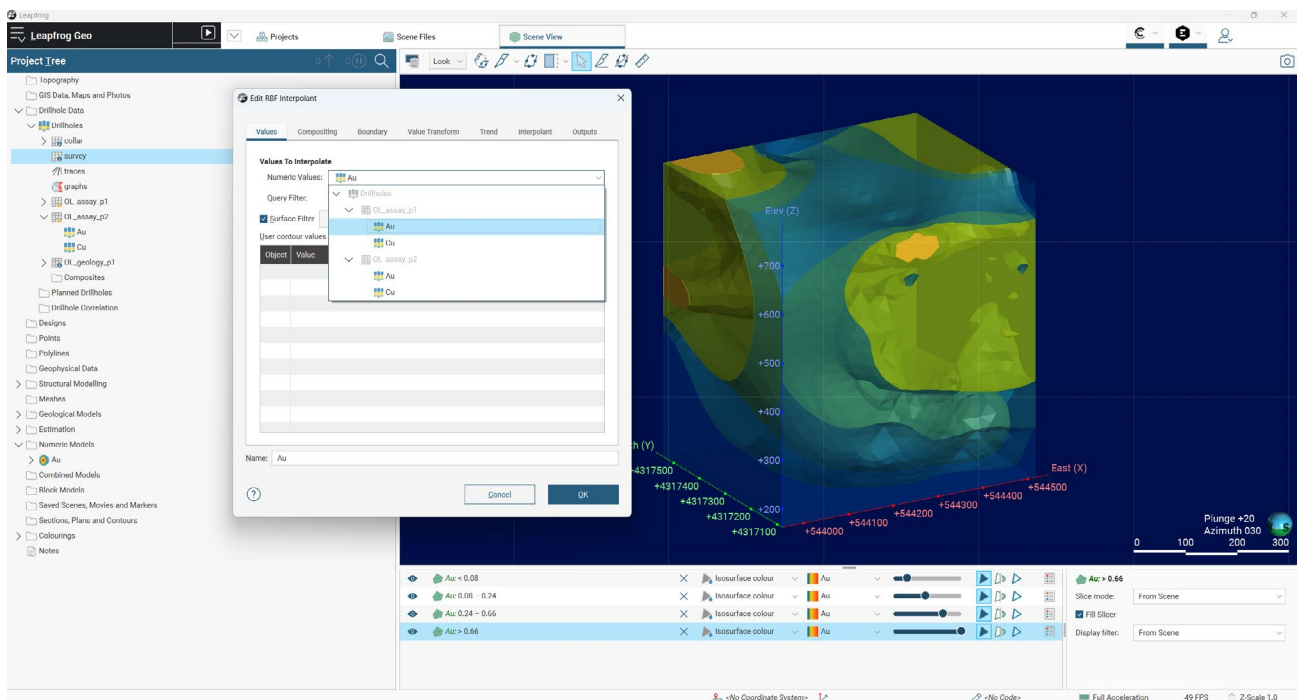 Leapfrog
Leapfrog Geo
Projects
Scene Files
Scene View
Project Tree
Look
Topography
GIS Data, Maps and Photos
Drillhole Data
Drillholes
collar
survey
traces
graphs
OL_assay_p1
OL_assay_p2
Au
Cu
OL_geology_p1
Composites
Planned Drillholes
Drillhole Correlation
Designs
Points
Polylines
Geophysical Data
Structural Modelling
Meshes
Geological Models
Estimation
Numeric Models
Au
Combined Models
Block Models
Saved Scenes, Movies and Markers
Sections, Plans and Contours
Colourings
Notes
Edit RBF Interpolant
Values Compositing Boundary Value Transform Trend Interpolant Outputs
Values To Interpolate
Numeric Values: Au
Query Filter:
Surface Filter
User contour values
Object Value
Drillholes
OL_assay_p1
Au
Cu
OL_assay_p2
Au
Cu
Name: Au
Cancel OK
Elev (Z)
+700
+600
+500
+400
+300
+200
th (Y)
+4317500
+4317400
+4317300
+4317200
+4317100
East (X)
+544500
+544400
+544300
+544200
+544100
+544000
Plunge +20
Azimuth 030
0 100 200 300
Au: < 0.08 Isosurface colour Au
Au: 0.08 – 0.24 Isosurface colour Au
Au: 0.24 – 0.66 Isosurface colour Au
Au: > 0.66 Isosurface colour Au
Au: > 0.66
Slice mode: From Scene
Fill Slicer
Display filter: From Scene
<No Coordinate System> <No Code> Full Acceleration 49 FPS Z-Scale 1.0